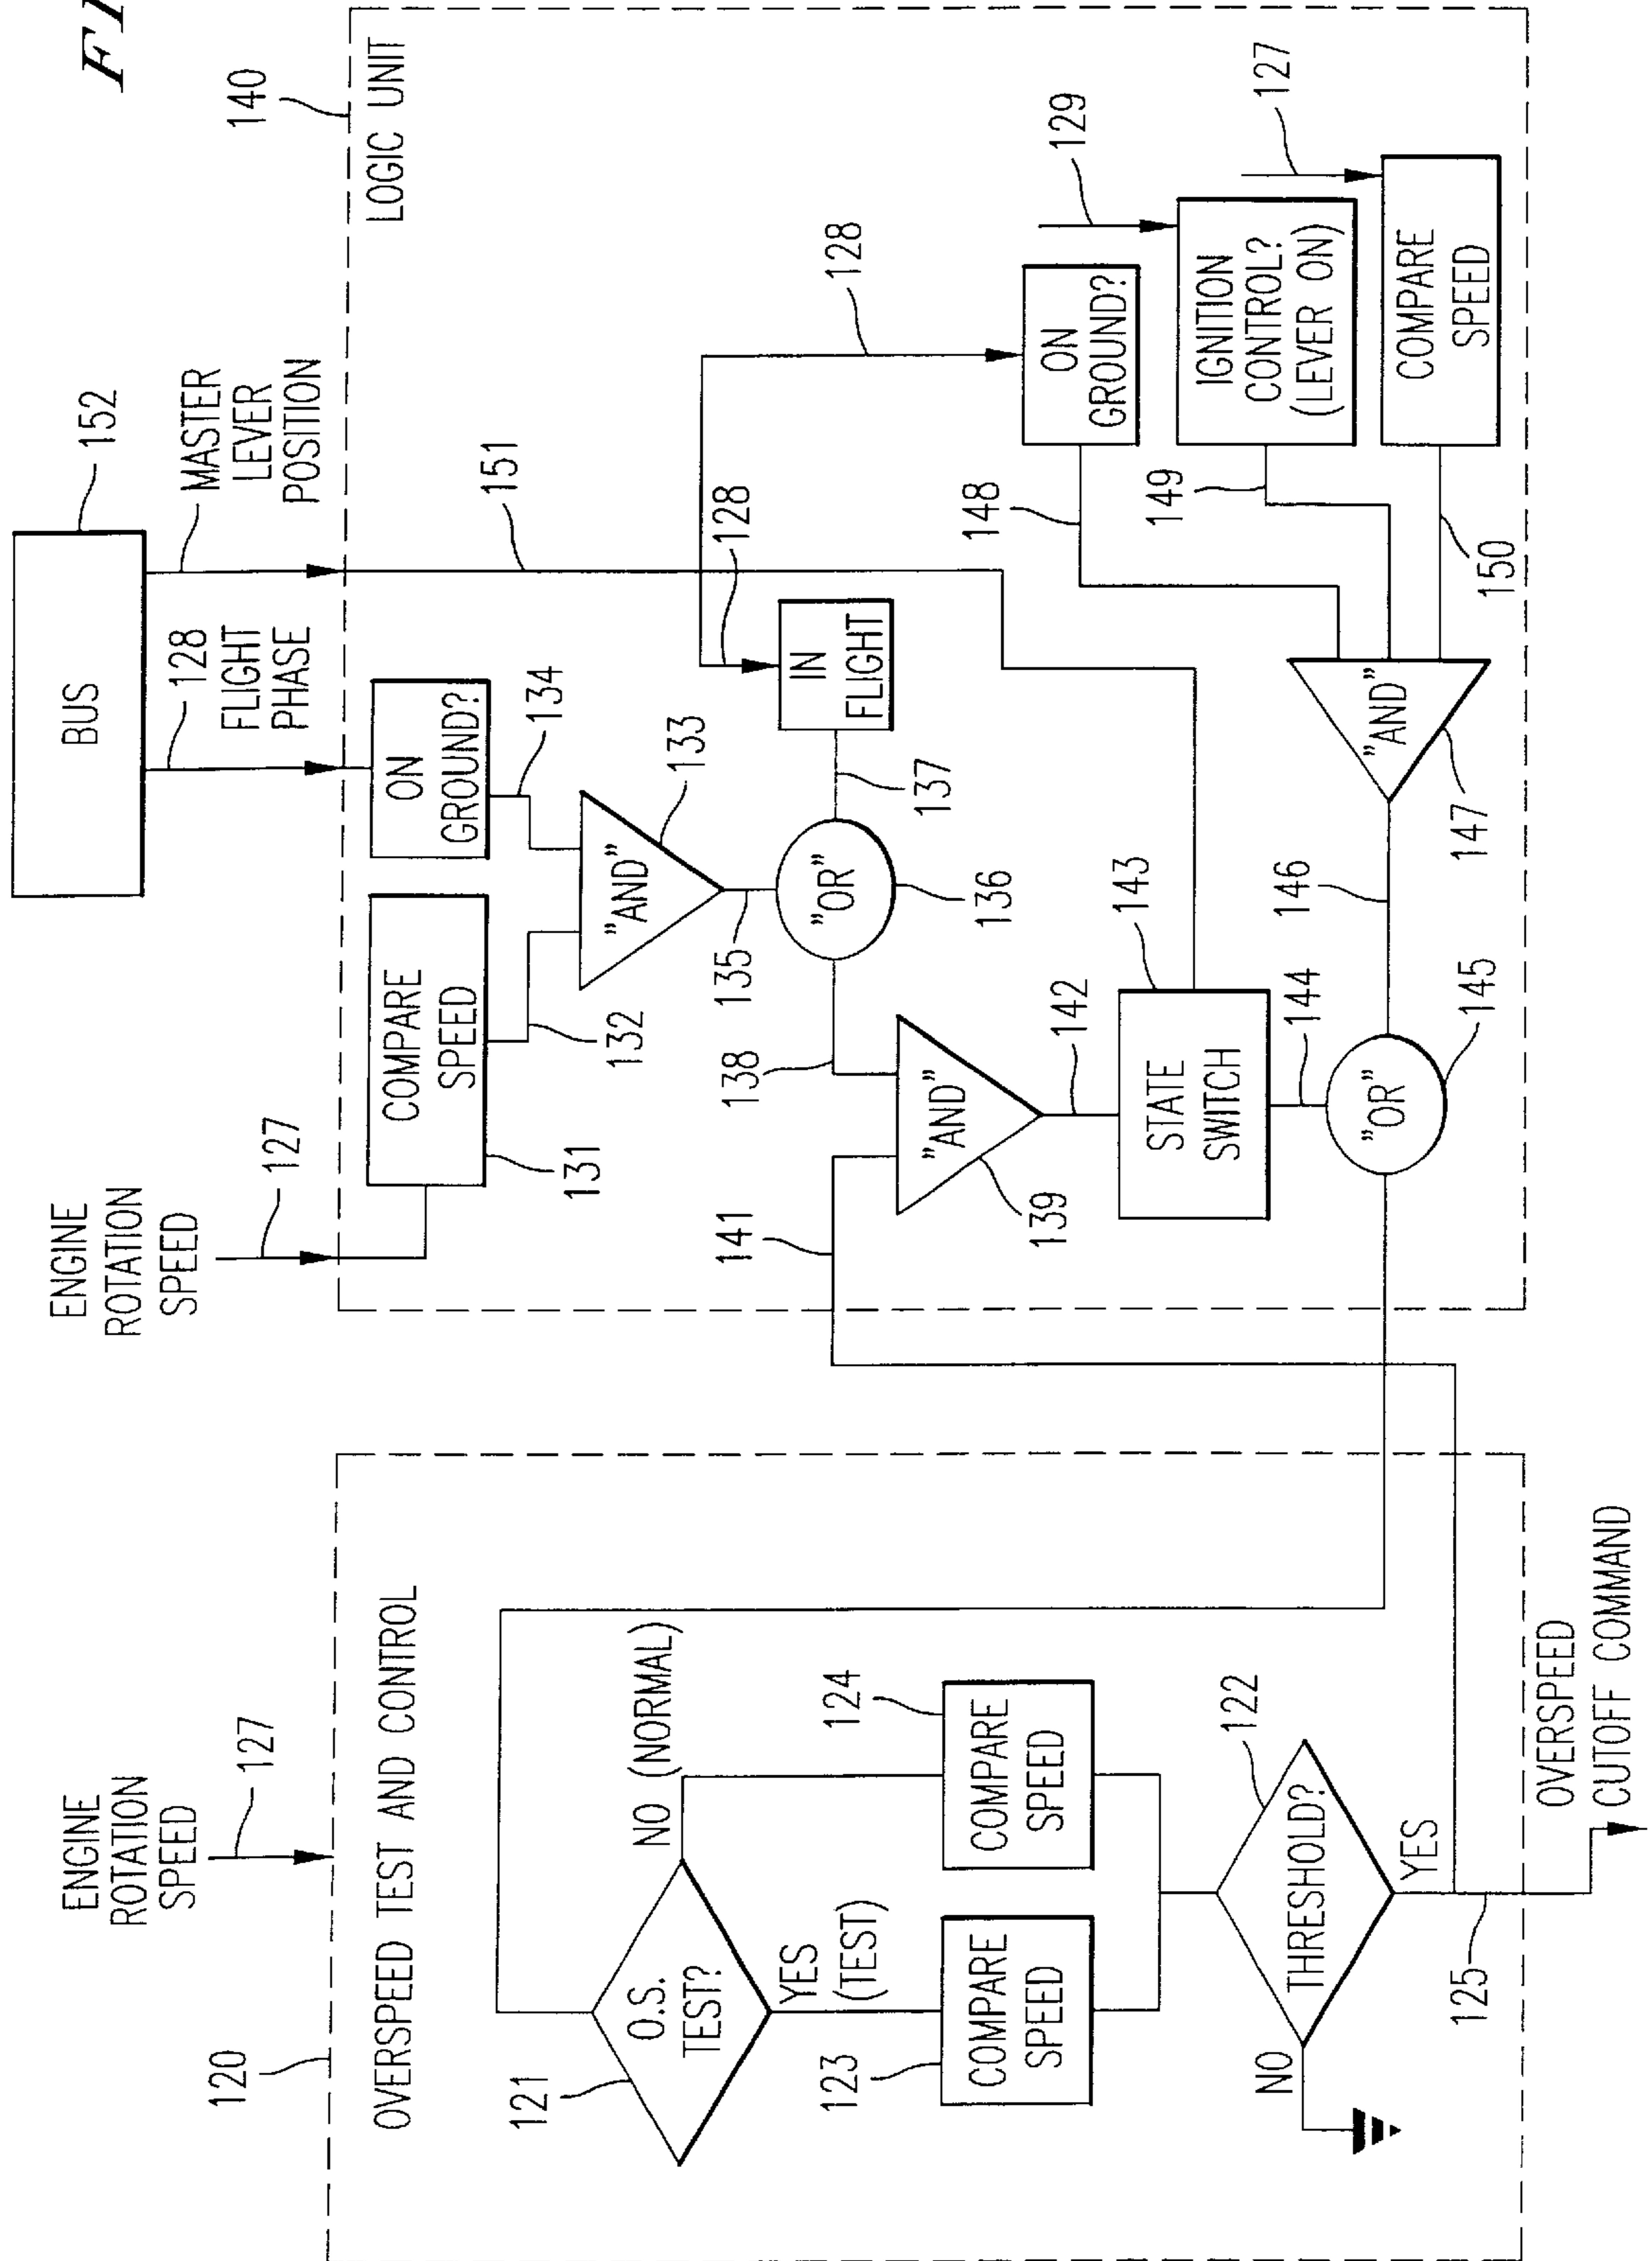 FI
BUS
152
128
FLIGHT
PHASE
MASTER
LEVER
POSITION
140
LOGIC UNIT
ENGINE
ROTATION
SPEED
127
COMPARE
SPEED
131
132
ON
GROUND?
134
"AND"
133
135
"OR"
136
137
IN
FLIGHT
128
151
128
138
141
"AND"
139
142
STATE
SWITCH
143
144
"OR"
145
146
"AND"
147
148
149
150
ON
GROUND?
129
IGNITION
CONTROL?
(LEVER ON)
127
COMPARE
SPEED
ENGINE
ROTATION
SPEED
127
120
OVERSPEED TEST AND CONTROL
O.S.
TEST?
121
NO (NORMAL)
YES
(TEST)
123
COMPARE
SPEED
124
COMPARE
SPEED
122
THRESHOLD?
NO
YES
125
OVERSPEED
CUTOFF COMMAND